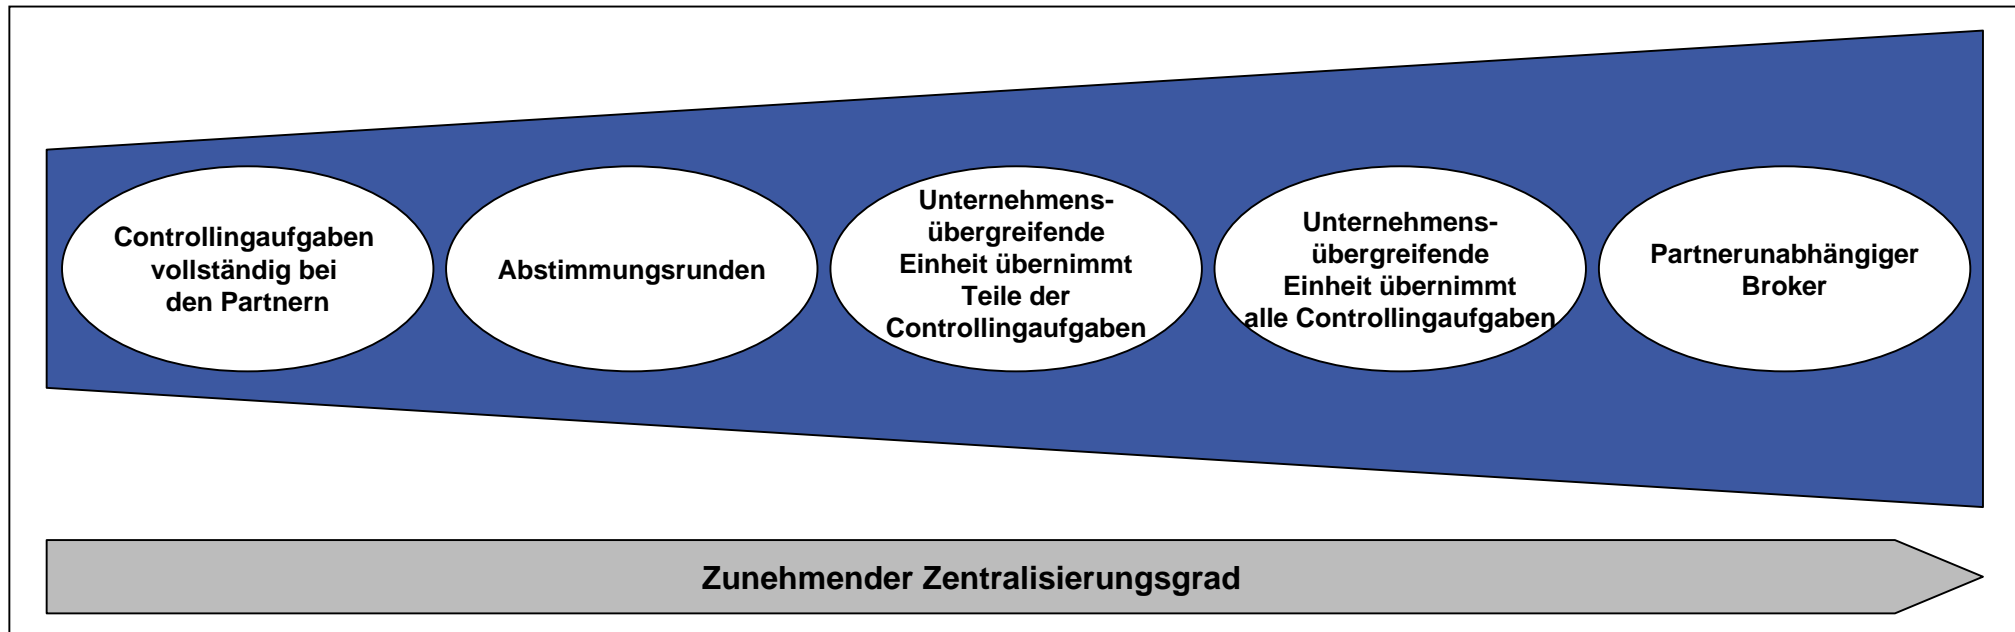 Controllingaufgaben
vollständig bei
den Partnern
Abstimmungsrunden
Unternehmens-
übergreifende
Einheit übernimmt
Teile der
Controllingaufgaben
Unternehmens-
übergreifende
Einheit übernimmt
alle Controllingaufgaben
Partnerunabhängiger
Broker
Zunehmender Zentralisierungsgrad